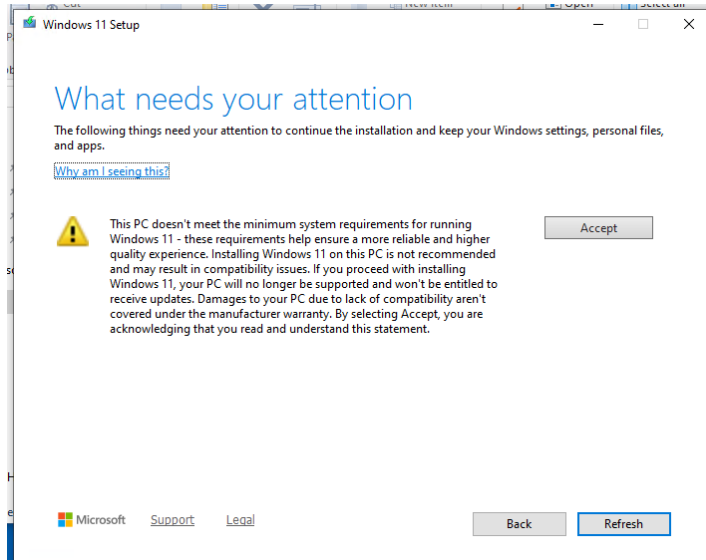 Cut
New item
Open
Select all
Windows 11 Setup
What needs your attention
The following things need your attention to continue the installation and keep your Windows settings, personal files,
and apps.
Why am I seeing this?
This PC doesn't meet the minimum system requirements for running
Windows 11 - these requirements help ensure a more reliable and higher
quality experience. Installing Windows 11 on this PC is not recommended
and may result in compatibility issues. If you proceed with installing
Windows 11, your PC will no longer be supported and won't be entitled to
receive updates. Damages to your PC due to lack of compatibility aren't
covered under the manufacturer warranty. By selecting Accept, you are
acknowledging that you read and understand this statement.
Accept
Microsoft
Support
Legal
Back
Refresh